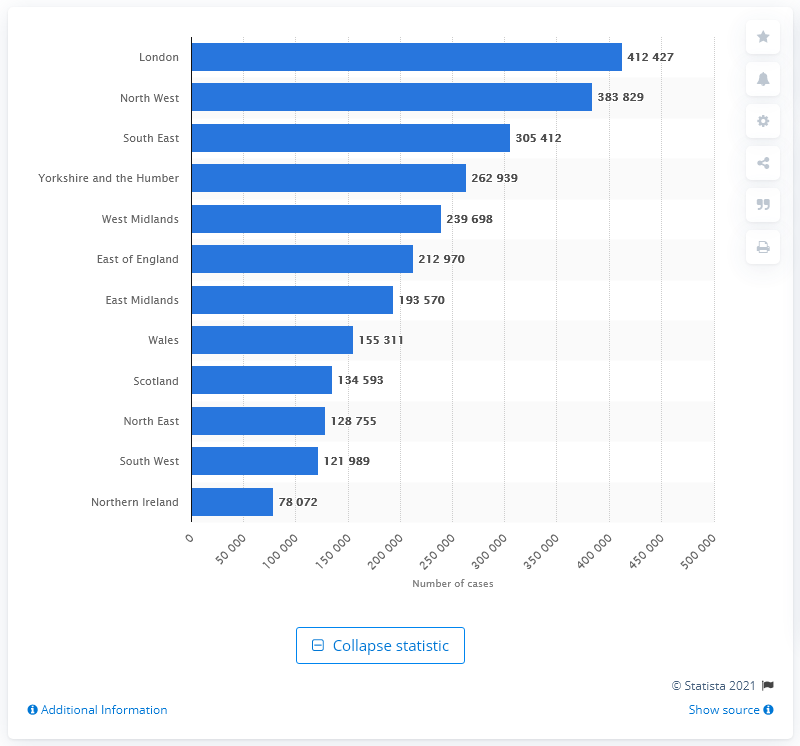 London 412 427
North West 383 829
South East 305 412
Yorkshire and the Humber 262 939
West Midlands 239 698
East of England 212 970
East Midlands 193 570
Wales 155 311
Scotland 134 593
North East 128 755
South West 121 989
Northern Ireland 78 072
0 50 000 100 000 150 000 200 000 250 000 300 000 350 000 400 000 450 000 500 000
Number of cases
Collapse statistic
© Statista 2021
Additional Information Show source